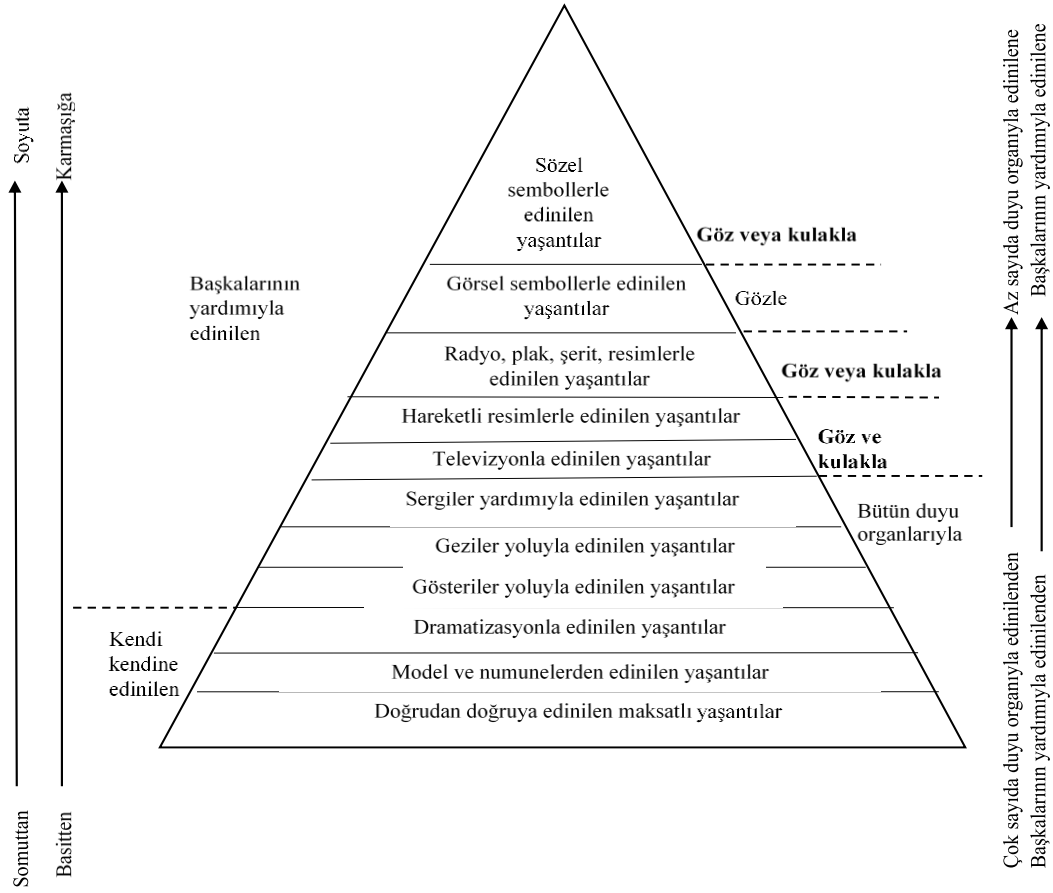 Soyuta
Karmaşığa
Somuttan
Basitten
Başkalarının
yardımıyla
edinilen
Kendi
kendine
edinilen
Sözel
sembollerle
edinilen
yaşantılar
Görsel sembollerle edinilen
yaşantılar
Radyo, plak, şerit, resimlerle
edinilen yaşantılar
Hareketli resimlerle edinilen yaşantılar
Televizyonla edinilen yaşantılar
Sergiler yardımıyla edinilen yaşantılar
Geziler yoluyla edinilen yaşantılar
Gösteriler yoluyla edinilen yaşantılar
Dramatizasyonla edinilen yaşantılar
Model ve numunelerden edinilen yaşantılar
Doğrudan doğruya edinilen maksatlı yaşantılar
Göz veya kulakla
Gözle
Göz veya kulakla
Göz ve
kulakla
Bütün duyu
organlarıyla
Az sayıda duyu organıyla edinilene
Başkalarının yardımıyla edinilene
Çok sayıda duyu organıyla edinilenden
Başkalarının yardımıyla edinilenden